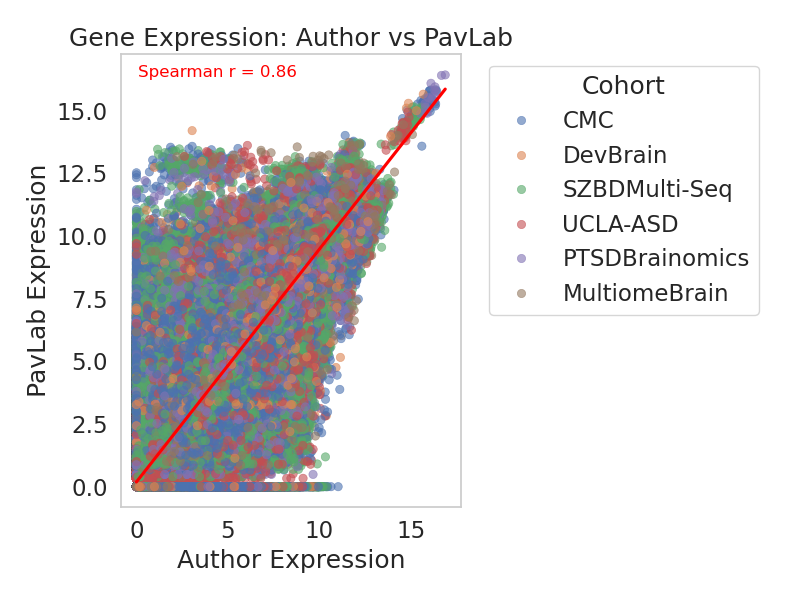 Gene Expression: Author vs PavLab
Spearman r = 0.86
15.0
12.5
10.0
7.5
5.0
2.5
0.0
PavLab Expression
0
5
10
15
Author Expression
Cohort
CMC
DevBrain
SZBDMulti-Seq
UCLA-ASD
PTSDBrainomics
MultiomeBrain